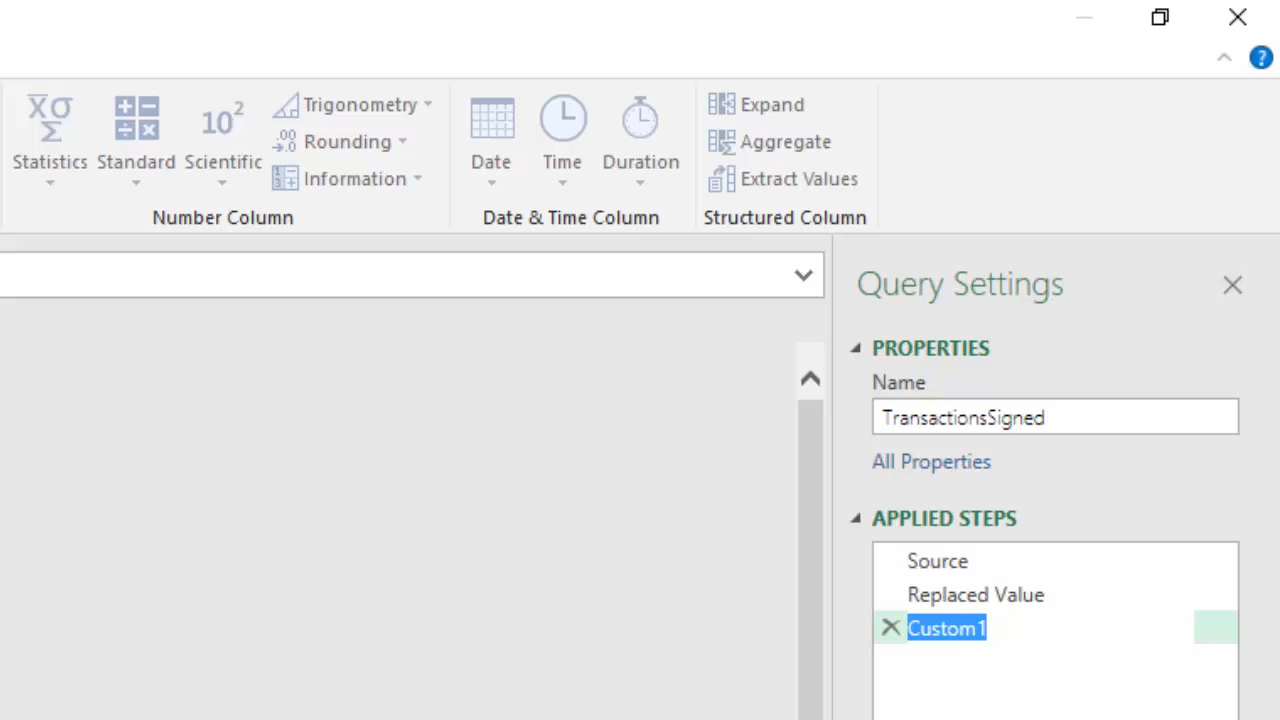 Statistics
Standard
Scientific
Trigonometry
Rounding
Information
Number Column
Date
Time
Duration
Date & Time Column
Expand
Aggregate
Extract Values
Structured Column
Query Settings
PROPERTIES
Name
TransactionsSigned
All Properties
APPLIED STEPS
Source
Replaced Value
Custom1